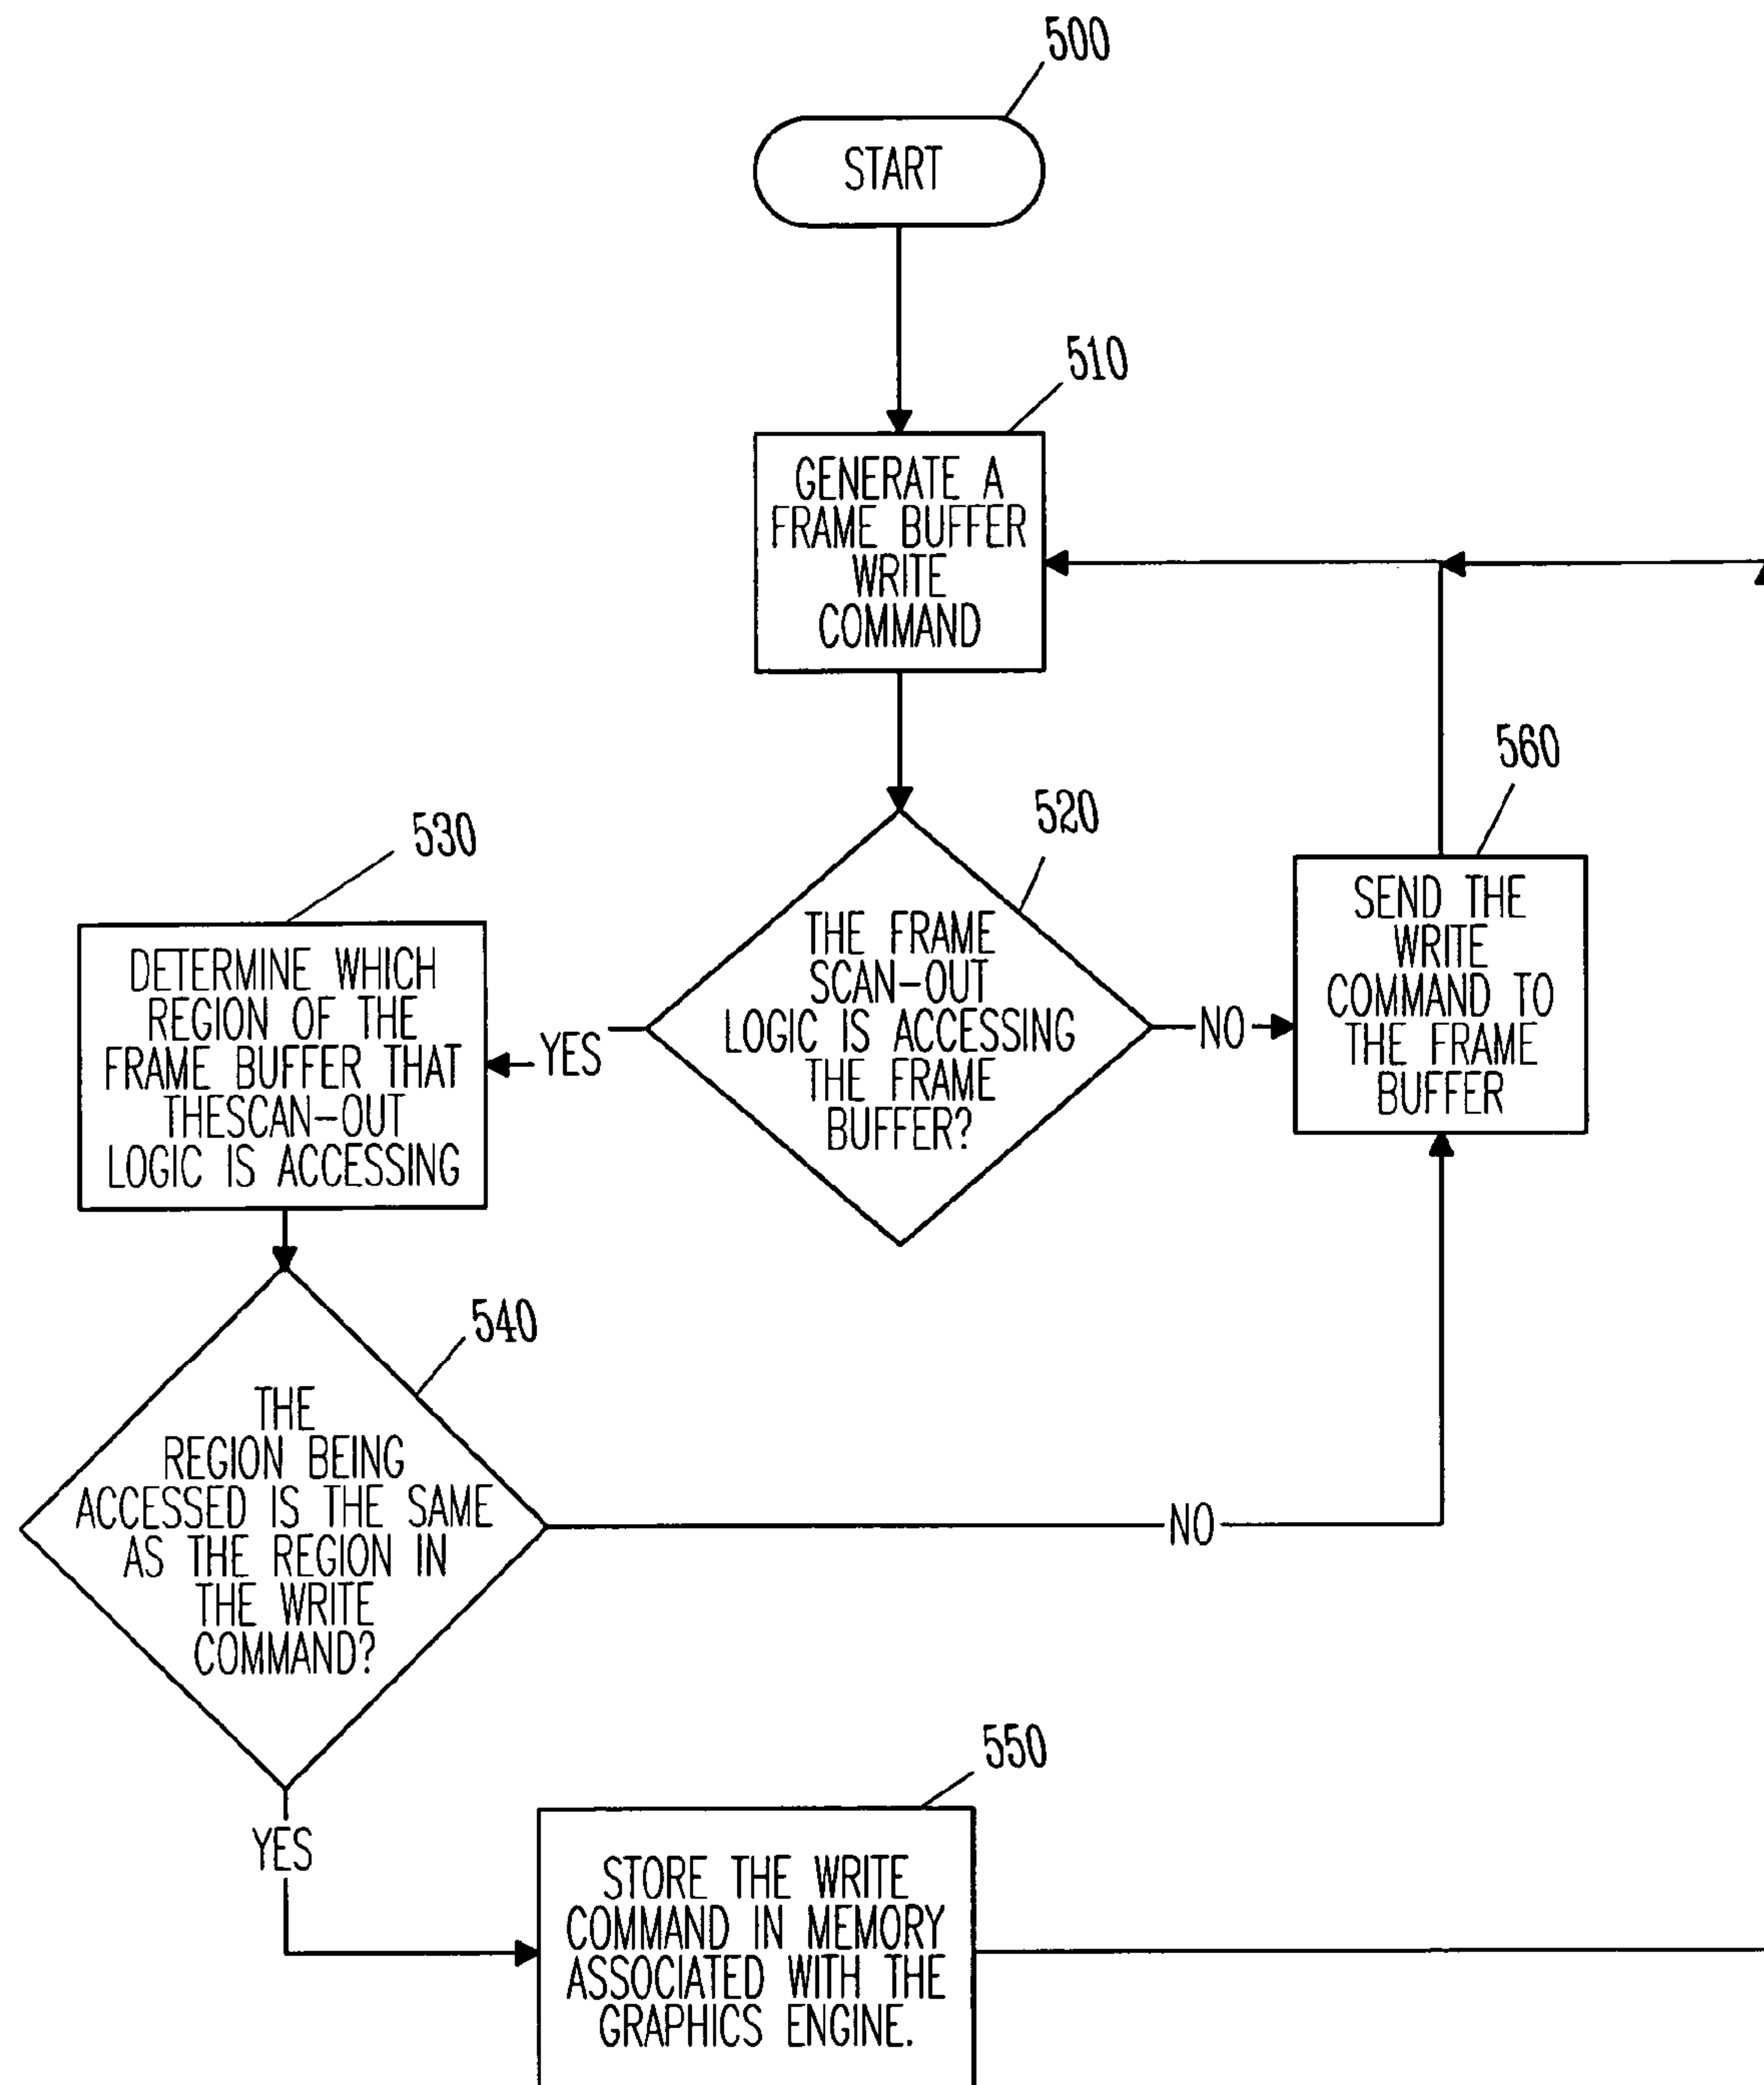 500
START
510
GENERATE A
FRAME BUFFER
WRITE
COMMAND
520
THE FRAME
SCAN-OUT
LOGIC IS ACCESSING
THE FRAME
BUFFER?
YES
NO
530
DETERMINE WHICH
REGION OF THE
FRAME BUFFER THAT
THESCAN-OUT
LOGIC IS ACCESSING
560
SEND THE
WRITE
COMMAND TO
THE FRAME
BUFFER
540
THE
REGION BEING
ACCESSED IS THE SAME
AS THE REGION IN
THE WRITE
COMMAND?
NO
YES
550
STORE THE WRITE
COMMAND IN MEMORY
ASSOCIATED WITH THE
GRAPHICS ENGINE.